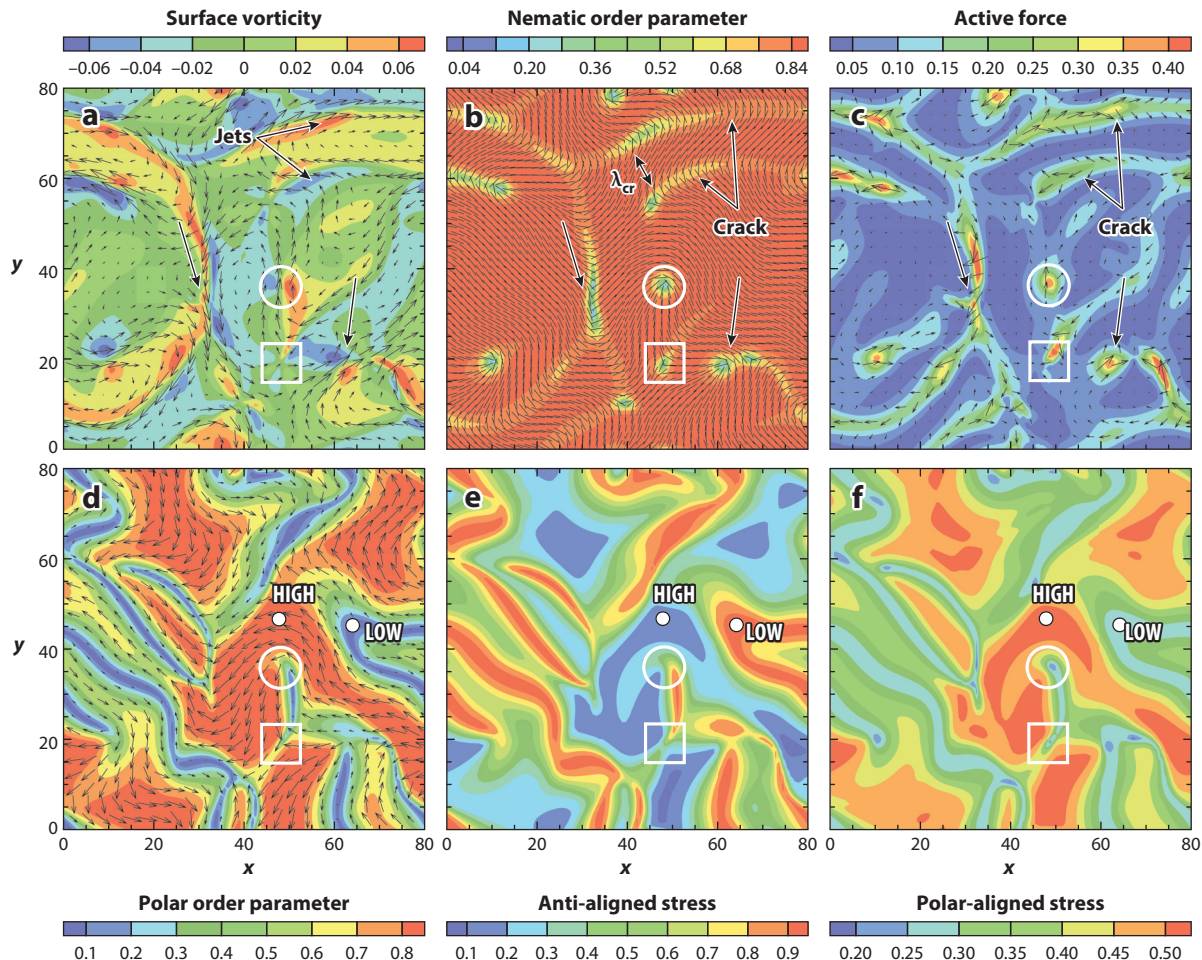 Surface vorticity
Nematic order parameter
Active force
−0.06 −0.04 −0.02 0 0.02 0.04 0.06
0.04 0.20 0.36 0.52 0.68 0.84
0.05 0.10 0.15 0.20 0.25 0.30 0.35 0.40
80
60
40
20
0
y
a
Jets
b
λcr
Crack
c
Crack
80
60
40
20
0
y
d
HIGH
LOW
e
HIGH
LOW
f
HIGH
LOW
0 20 40 60 80
0 20 40 60 80
0 20 40 60 80
x
x
x
Polar order parameter
Anti-aligned stress
Polar-aligned stress
0.1 0.2 0.3 0.4 0.5 0.6 0.7 0.8
0.1 0.2 0.3 0.4 0.5 0.6 0.7 0.8 0.9
0.20 0.25 0.30 0.35 0.40 0.45 0.50